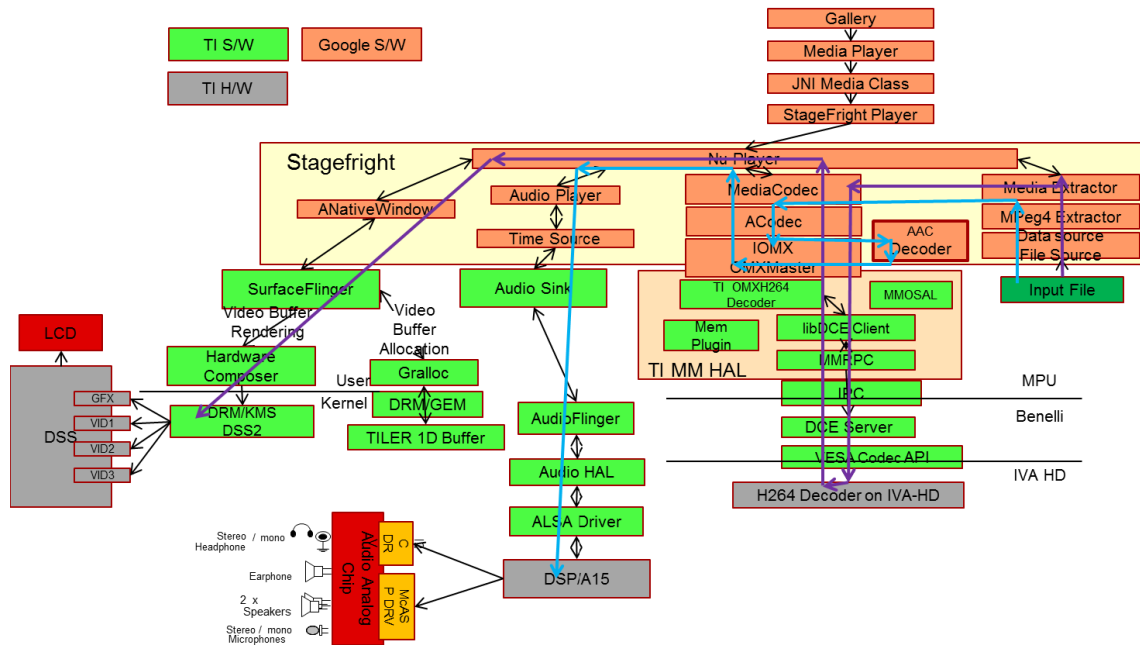 TI S/W
Google S/W
TI H/W
Gallery
Media Player
JNI Media Class
StageFright Player
Stagefright
Nu Player
Audio Player
MediaCodec
Media Extractor
ANativeWindow
ACodec
MPeg4 Extractor
Time Source
IOMX
OMXMaster
AAC
Decoder
Data source
File Source
SurfaceFlinger
Audio Sink
TI OMXH264
Decoder
MMOSAL
Input File
Video Buffer
Rendering
Video
Buffer
Allocation
LCD
Mem
Plugin
libDCE Client
Hardware
Composer
Gralloc
MMRPC
TI MM HAL
User
Kernel
MPU
GFX
DSS
VID1
VID2
VID3
DRM/KMS
DSS2
DRM/GEM
TILER 1D Buffer
AudioFlinger
IPC
Benelli
DCE Server
VESA Codec API
IVA HD
Audio HAL
H264 Decoder on IVA-HD
ALSA Driver
DSP/A15
Stereo / mono
Headphone
Earphone
2 x
Speakers
Stereo / mono
Microphones
Audio Analog
Chip
C
DR
McAS
P DRV